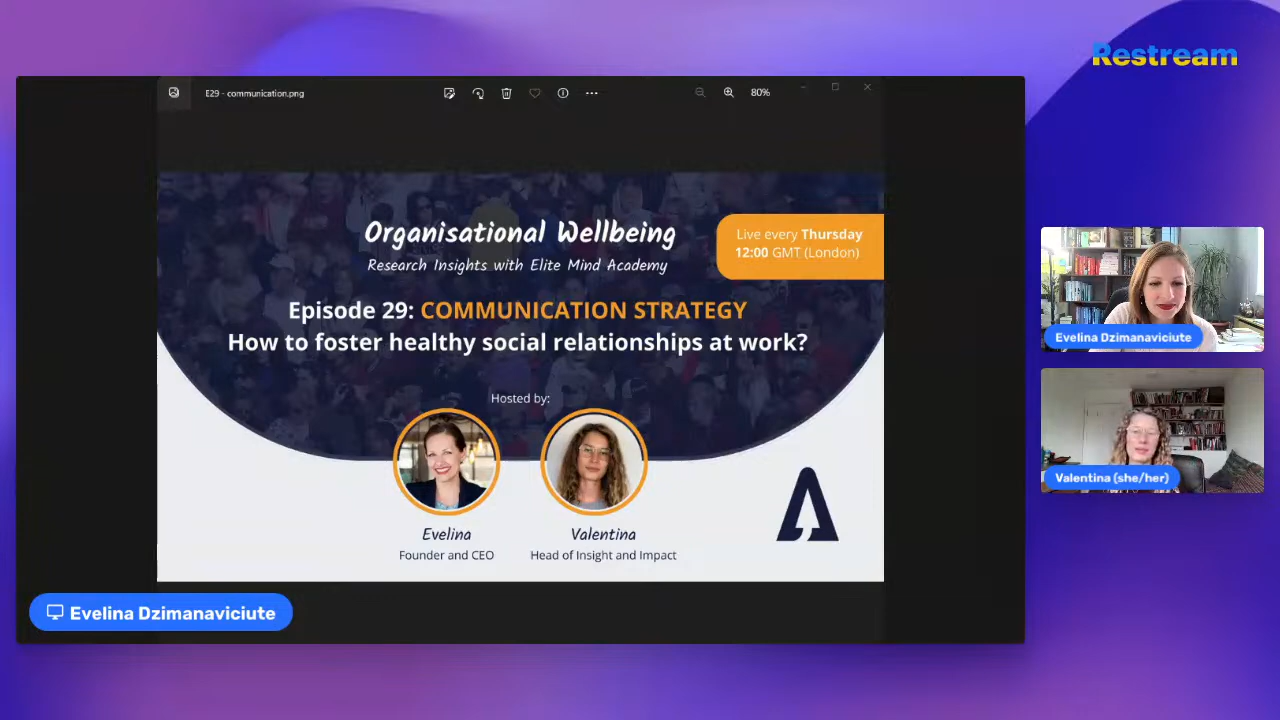 Restream
E29 - communication.png
80%
Organisational Wellbeing
Research Insights with Elite Mind Academy
Live every Thursday
12:00 GMT (London)
Episode 29: COMMUNICATION STRATEGY
How to foster healthy social relationships at work?
Hosted by:
Evelina
Founder and CEO
Valentina
Head of Insight and Impact
Evelina Dzimanaviciute
Evelina Dzimanaviciute
Valentina (she/her)